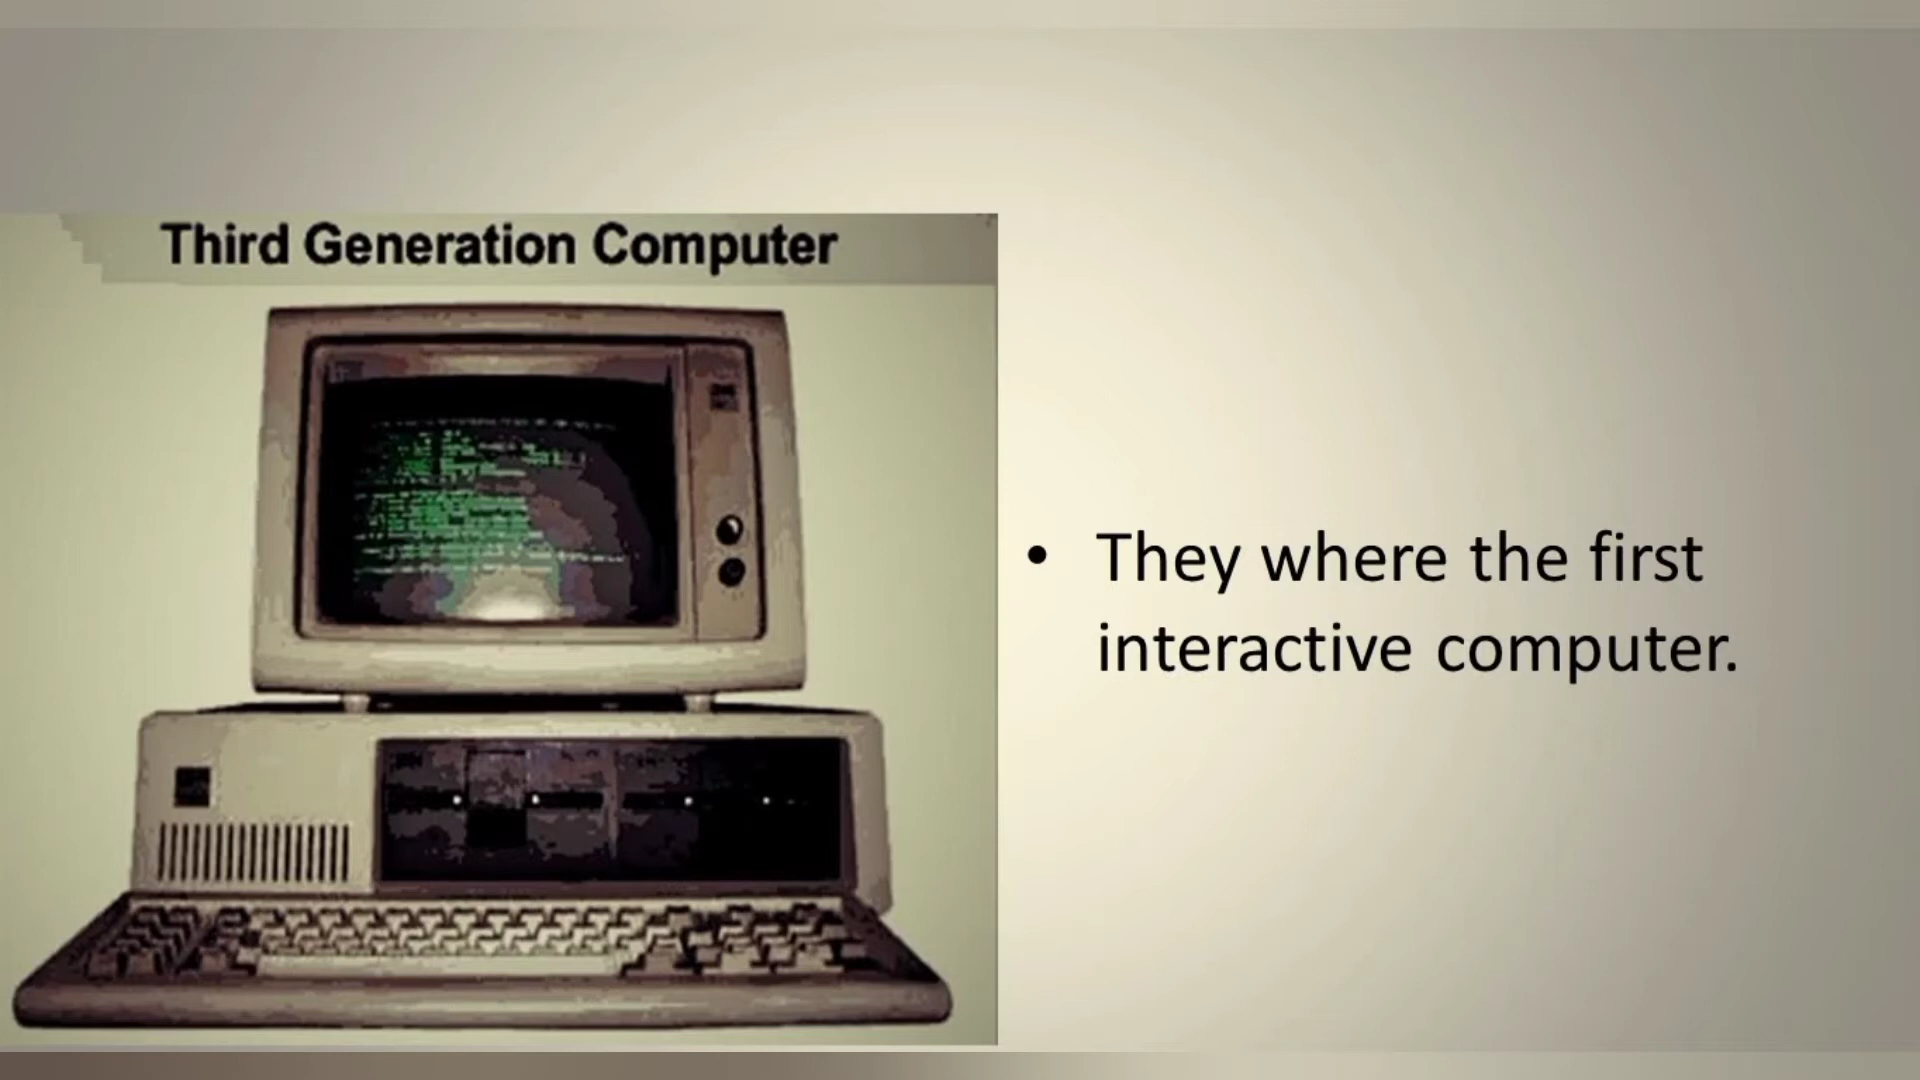 Third Generation Computer
• They where the first
interactive computer.